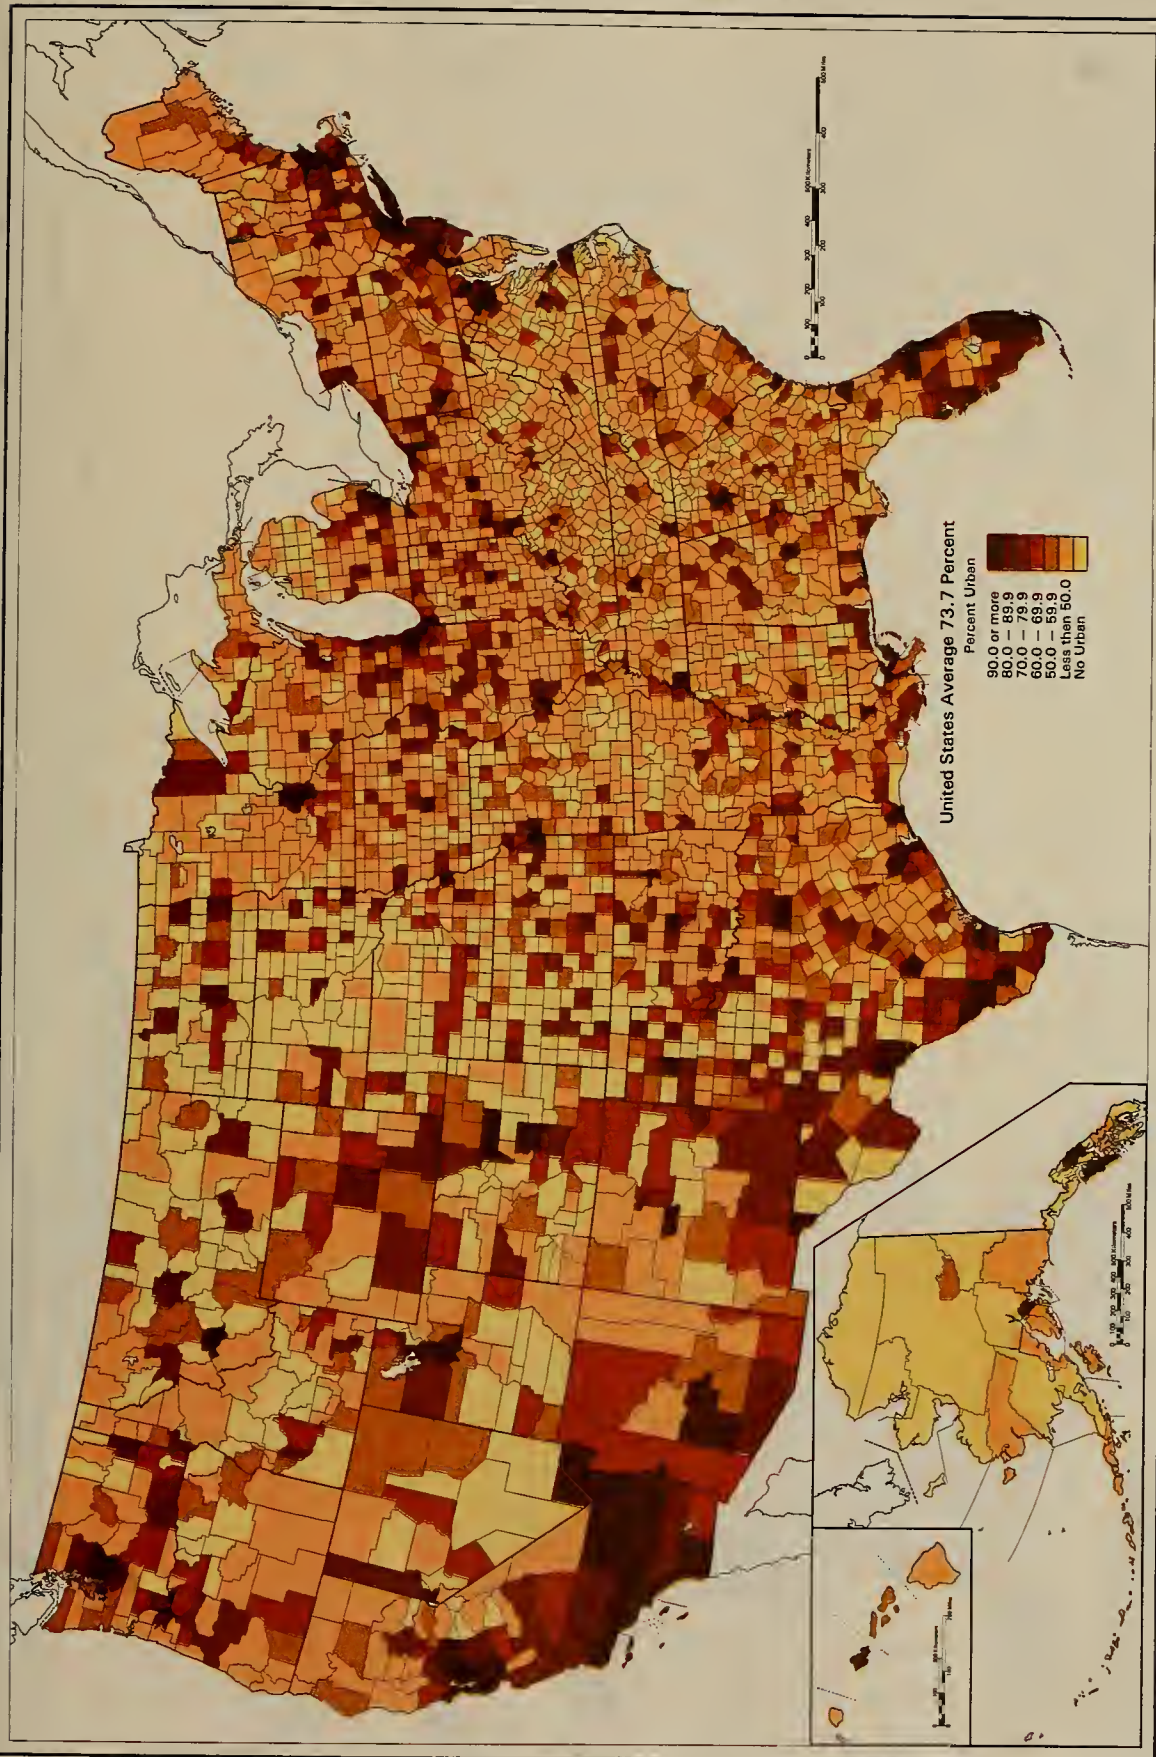 United States Average 73.7 Percent
Percent Urban
90.0 or more
80.0 — 89.9
70.0 — 79.9
60.0 — 69.9
50.0 — 59.9
Less then 50.0
No Urban